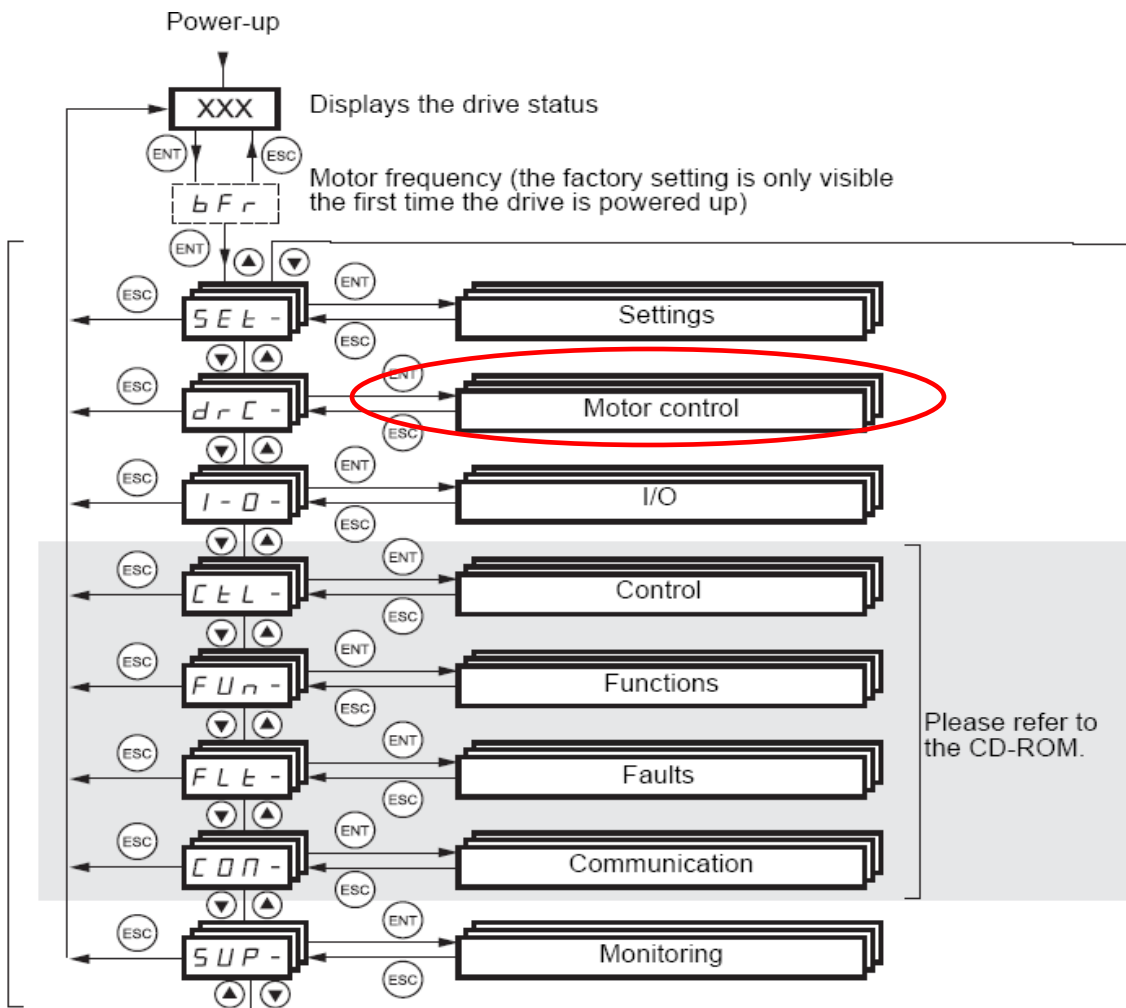 Power-up
XXX
Displays the drive status
ENT
ESC
bFr
Motor frequency (the factory setting is only visible
the first time the drive is powered up)
ENT
ESC
SEt-
ENT
Settings
ESC
ESC
drC-
ENT
Motor control
ESC
ESC
I-O-
ENT
I/O
ESC
ESC
CtL-
ENT
Control
ESC
ESC
FUn-
ENT
Functions
ESC
Please refer to
the CD-ROM.
ESC
FLt-
ENT
Faults
ESC
ESC
COM-
ENT
Communication
ESC
ESC
SUP-
ENT
Monitoring
ESC